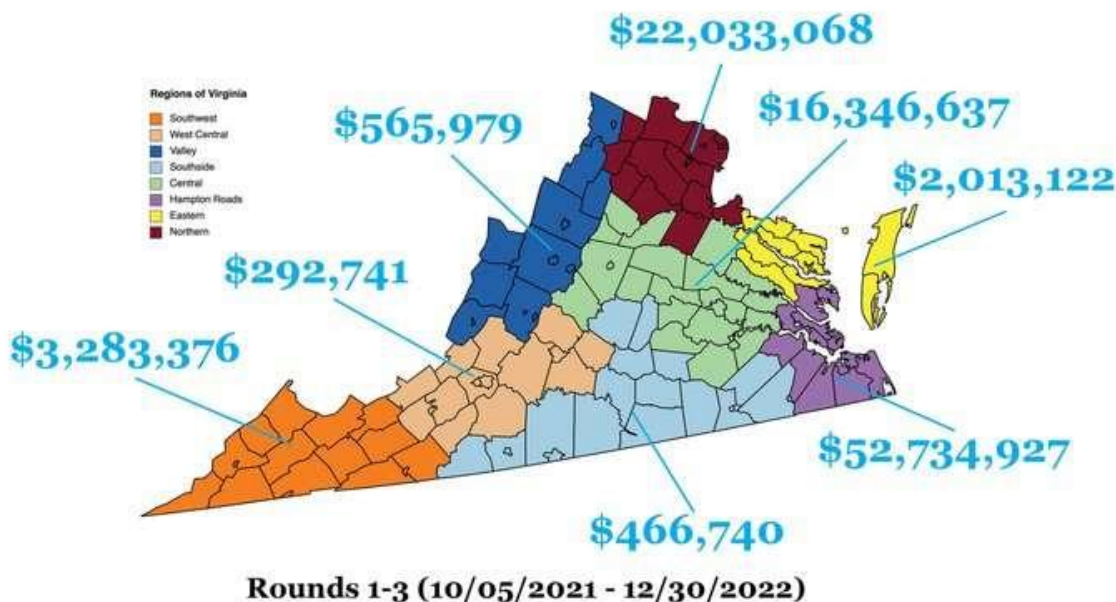 $22,033,068
Regions of Virginia
Southwest
West Central
Valley
Southside
Central
Hampton Roads
Eastern
Northern
$565,979
$16,346,637
$2,013,122
$292,741
$3,283,376
$52,734,927
$466,740
Rounds 1-3 (10/05/2021 - 12/30/2022)